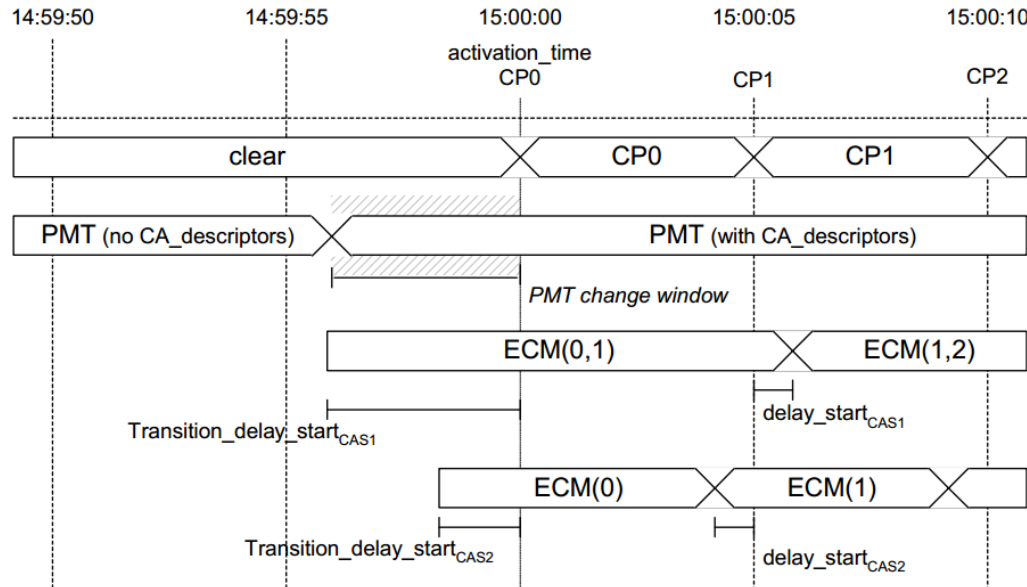 14:59:50 14:59:55 15:00:00 15:00:05 15:00:10
activation_time
CP0 CP1 CP2
clear CP0 CP1
PMT (no CA_descriptors) PMT (with CA_descriptors)
PMT change window
ECM(0,1) ECM(1,2)
Transition_delay_startCAS1 delay_startCAS1
ECM(0) ECM(1)
Transition_delay_startCAS2 delay_startCAS2